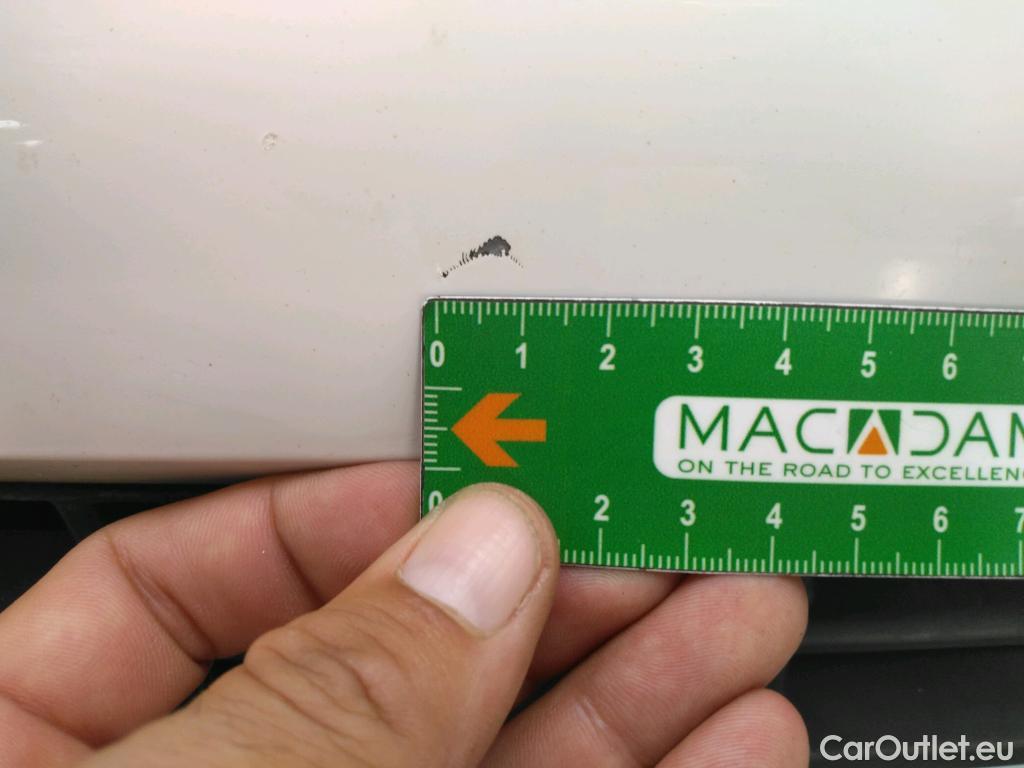 0 1 2 3 4 5 6
MACADAM
ON THE ROAD TO EXCELLENC
0 2 3 4 5 6 7
CarOutlet.eu